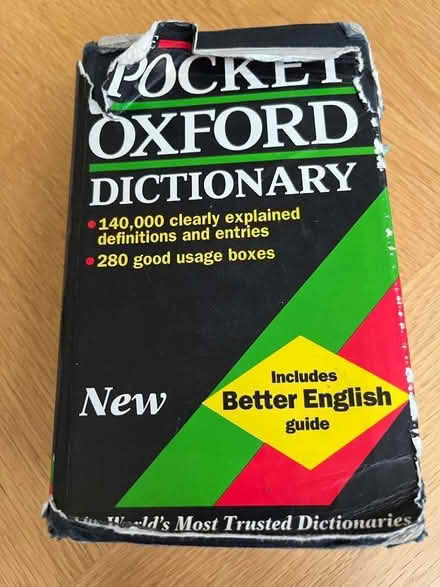 POCKET
OXFORD
DICTIONARY
140,000 clearly explained
definitions and entries
280 good usage boxes
Includes
New Better English
guide
World's Most Trusted Dictionaries